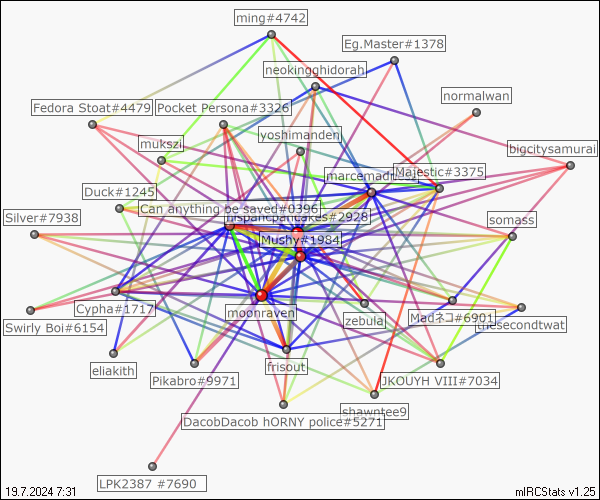 ming#4742
Eg.Master#1378
neokingghidorah
normalwan
Fedora Stoat#4479
Pocket Persona#3326
yoshimanden
mukszi
bigcitysamurai
Majestic#3375
Duck#1245
Can anything be saved#0396
Silver#7938
somass
Mushy#1984
Cypha#1717
moonraven
zebula
Madネコ#6901
thesecondtwat
Swirly Boi#6154
eliakith
Pikabro#9971
frisout
JKOUYH VIII#7034
shawntee9
DacobDacob hORNY police#5271
LPK2387 #7690
19.7.2024 7:31
mIRCStats v1.25